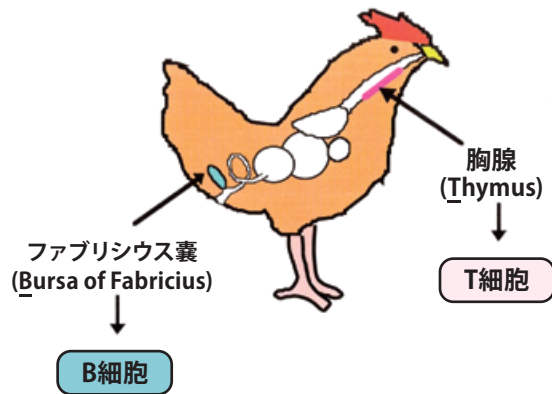 胸腺
(Thymus)
T細胞
ファブリシウス嚢
(Bursa of Fabricius)
B細胞